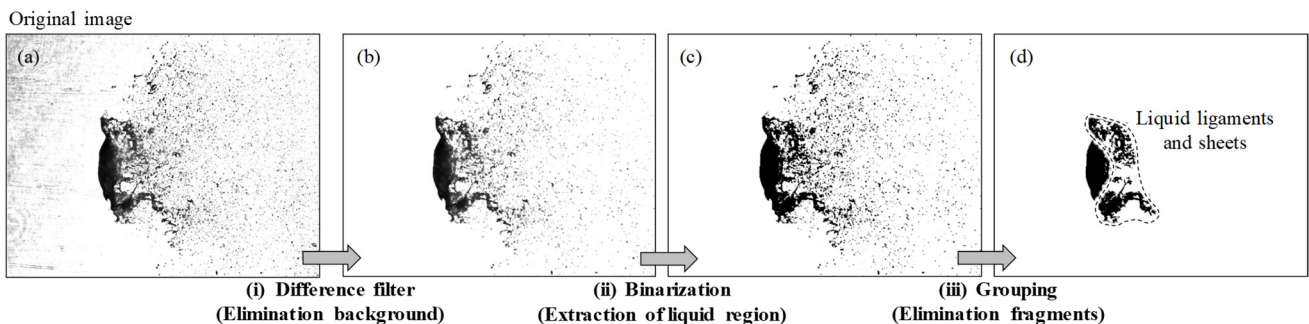 Original image
(a)
(b)
(c)
(d)
Liquid ligaments
and sheets
(i) Difference filter
(Elimination background)
(ii) Binarization
(Extraction of liquid region)
(iii) Grouping
(Elimination fragments)